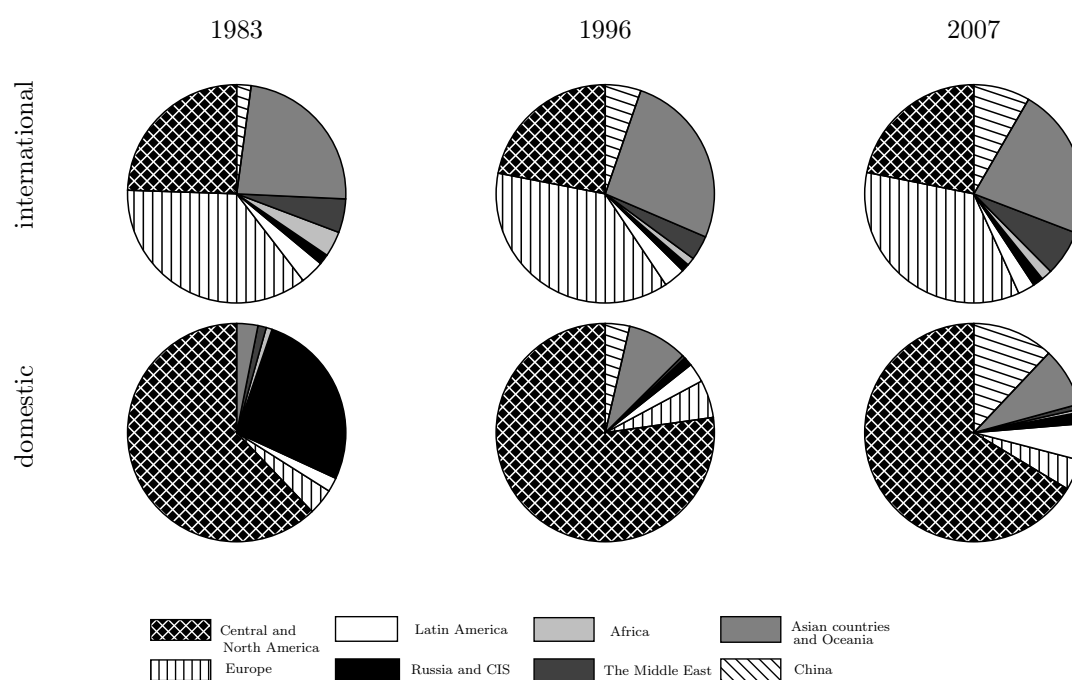 1983 1996 2007
international
domestic
Central and
North America
Latin America
Africa
Asian countries
and Oceania
Europe
Russia and CIS
The Middle East
China